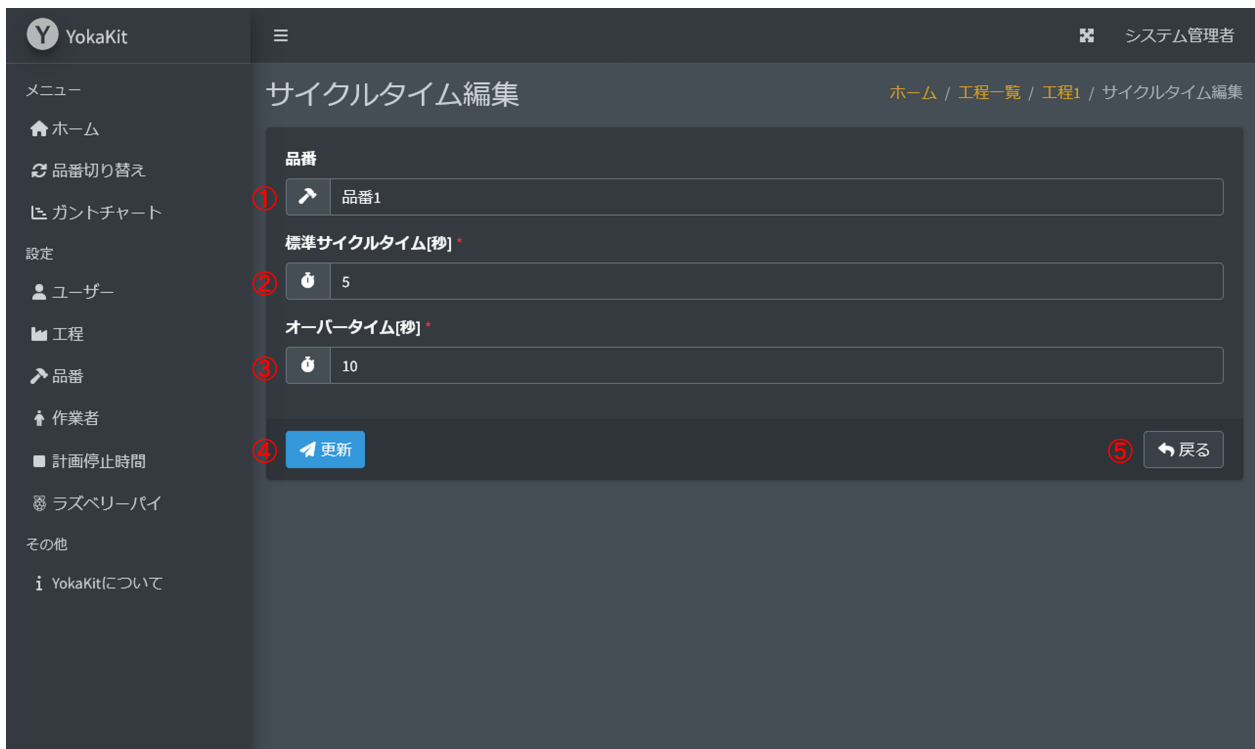 Y YokaKit
システム管理者
メニュー
ホーム
品番切り替え
ガントチャート
設定
ユーザー
工程
品番
作業者
計画停止時間
ラズベリーパイ
その他
YokaKitについて
サイクルタイム編集
ホーム / 工程一覧 / 工程1 / サイクルタイム編集
品番
① 品番1
標準サイクルタイム[秒] *
② 5
オーバータイム[秒] *
③ 10
④ 更新
⑤ 戻る